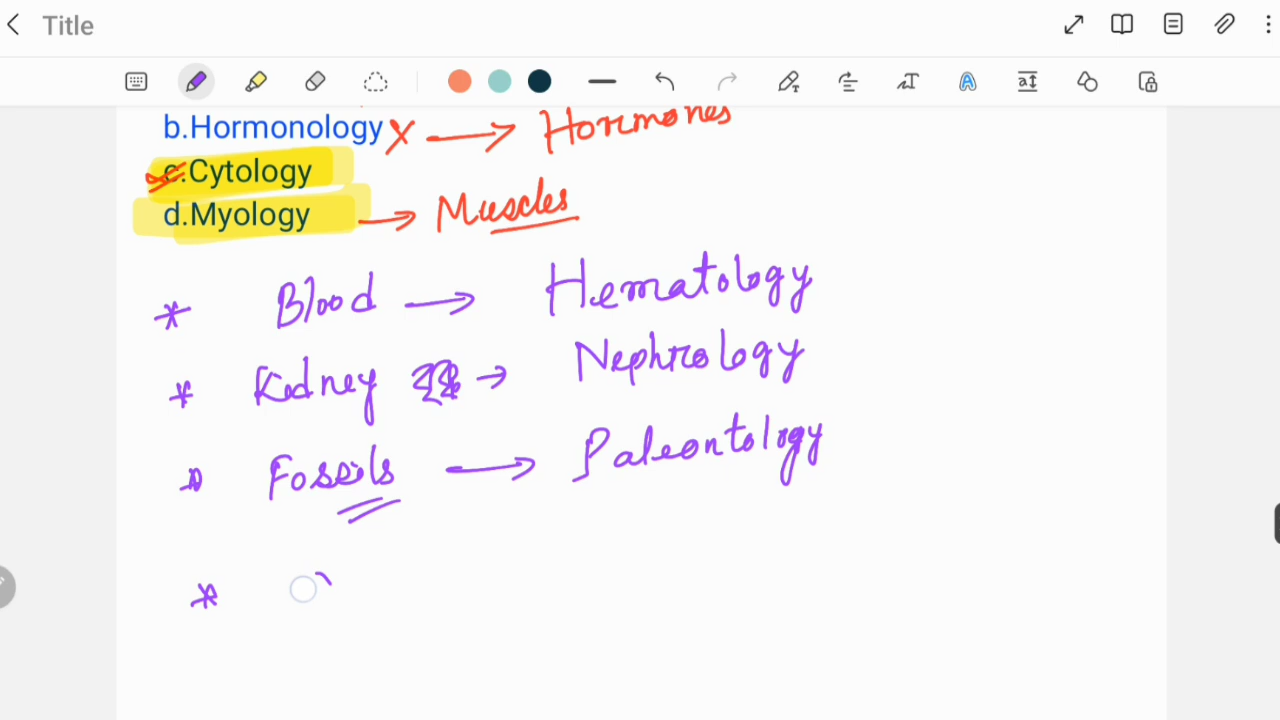 Title
b.Hormonology X → Hormones
c.Cytology
d.Myology → Muscles
* Blood → Hematology
* Kidney → Nephrology
* Fossils → Paleontology
*